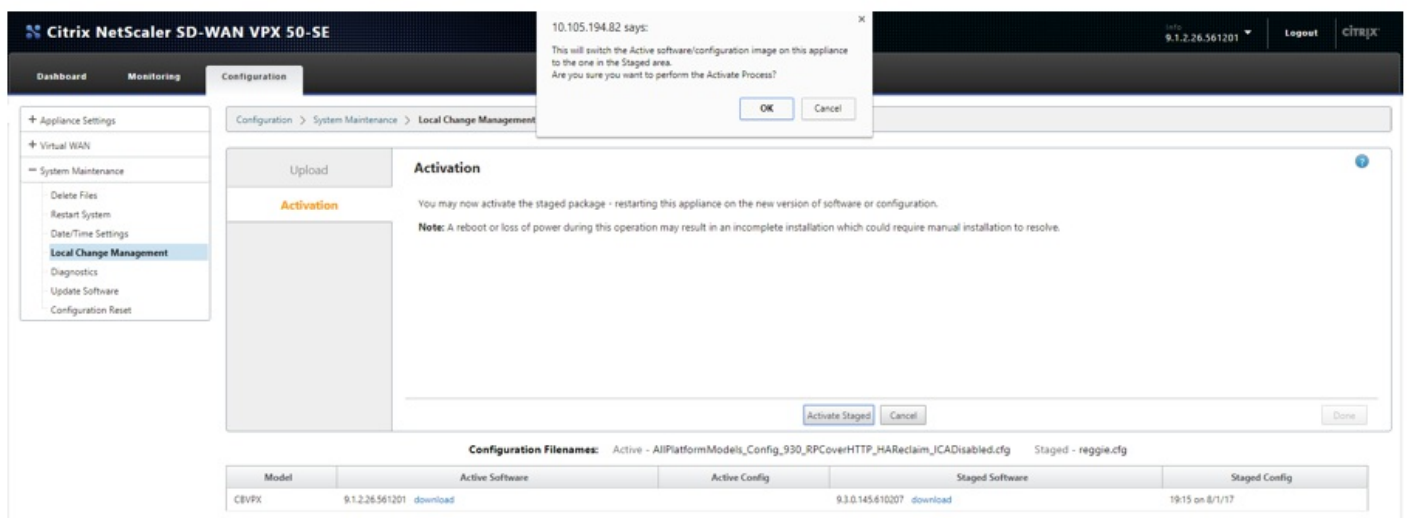 Citrix NetScaler SD-WAN VPX 50-SE
Info
9.1.2.26.561201
Logout
CITRIX
10.105.194.82 says:
This will switch the Active software/configuration image on this appliance
to the one in the Staged area.
Are you sure you want to perform the Activate Process?
OK Cancel
Dashboard Monitoring Configuration
+ Appliance Settings
+ Virtual WAN
− System Maintenance
Delete Files
Restart System
Date/Time Settings
Local Change Management
Diagnostics
Update Software
Configuration Reset
Configuration > System Maintenance > Local Change Management
Upload
Activation
Activation
?
You may now activate the staged package - restarting this appliance on the new version of software or configuration.
Note: A reboot or loss of power during this operation may result in an incomplete installation which could require manual installation to resolve.
Activate Staged Cancel Done
Configuration Filenames: Active - AllPlatformModels_Config_930_RPCoverHTTP_HAReclaim_ICADisabled.cfg Staged - reggie.cfg
Model Active Software Active Config Staged Software Staged Config
CBVPX 9.1.2.26.561201 download 9.3.0.145.610207 download 19:15 on 8/1/17